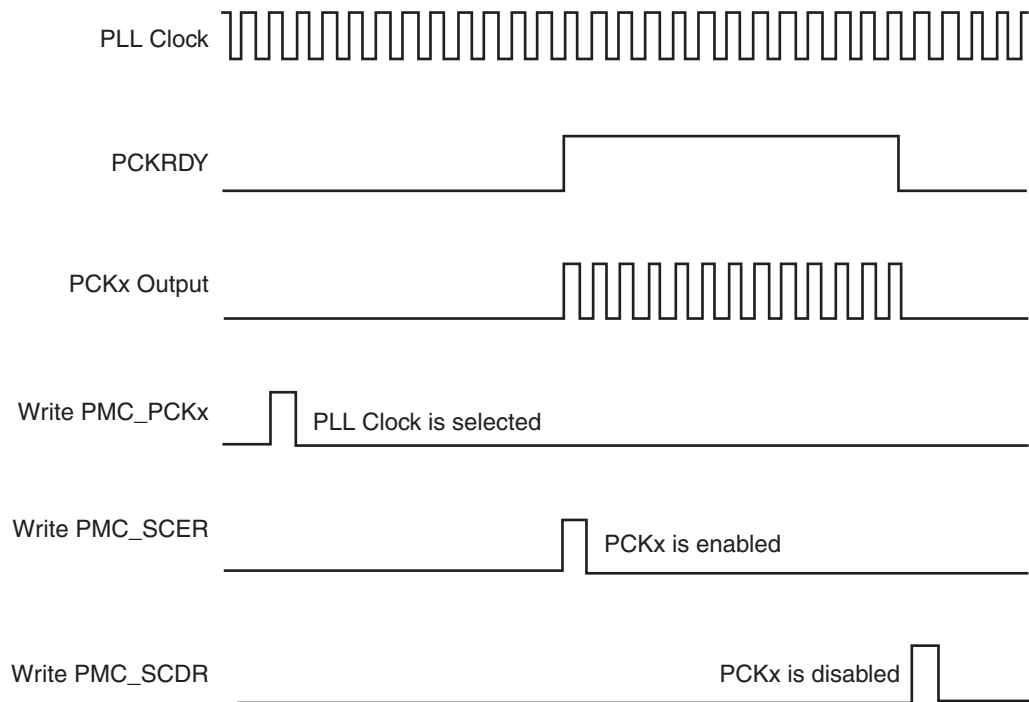 PLL Clock
PCKRDY
PCKx Output
Write PMC_PCKx
PLL Clock is selected
Write PMC_SCER
PCKx is enabled
Write PMC_SCDR
PCKx is disabled